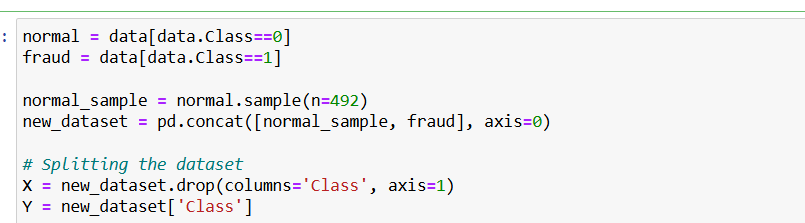 : normal = data[data.Class==0]
fraud = data[data.Class==1]
normal_sample = normal.sample(n=492)
new_dataset = pd.concat([normal_sample, fraud], axis=0)
# Splitting the dataset
X = new_dataset.drop(columns='Class', axis=1)
Y = new_dataset['Class']